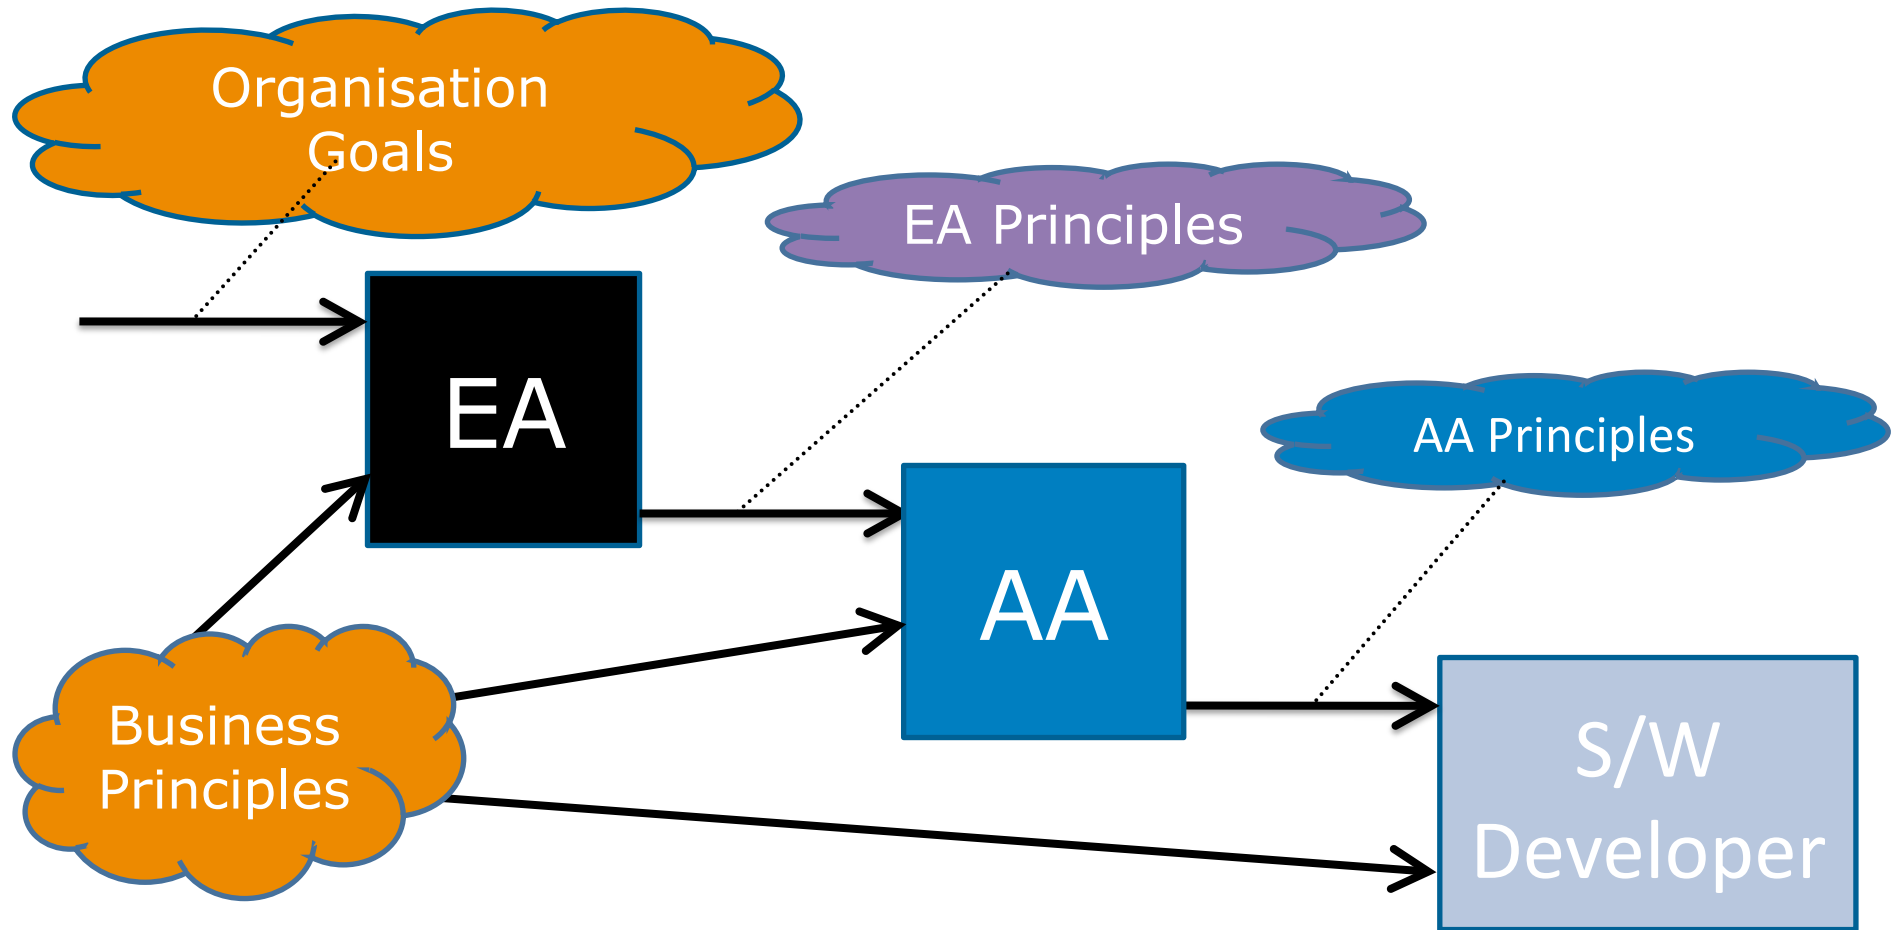 Organisation
Goals
EA Principles
EA
AA Principles
AA
Business
Principles
S/W
Developer